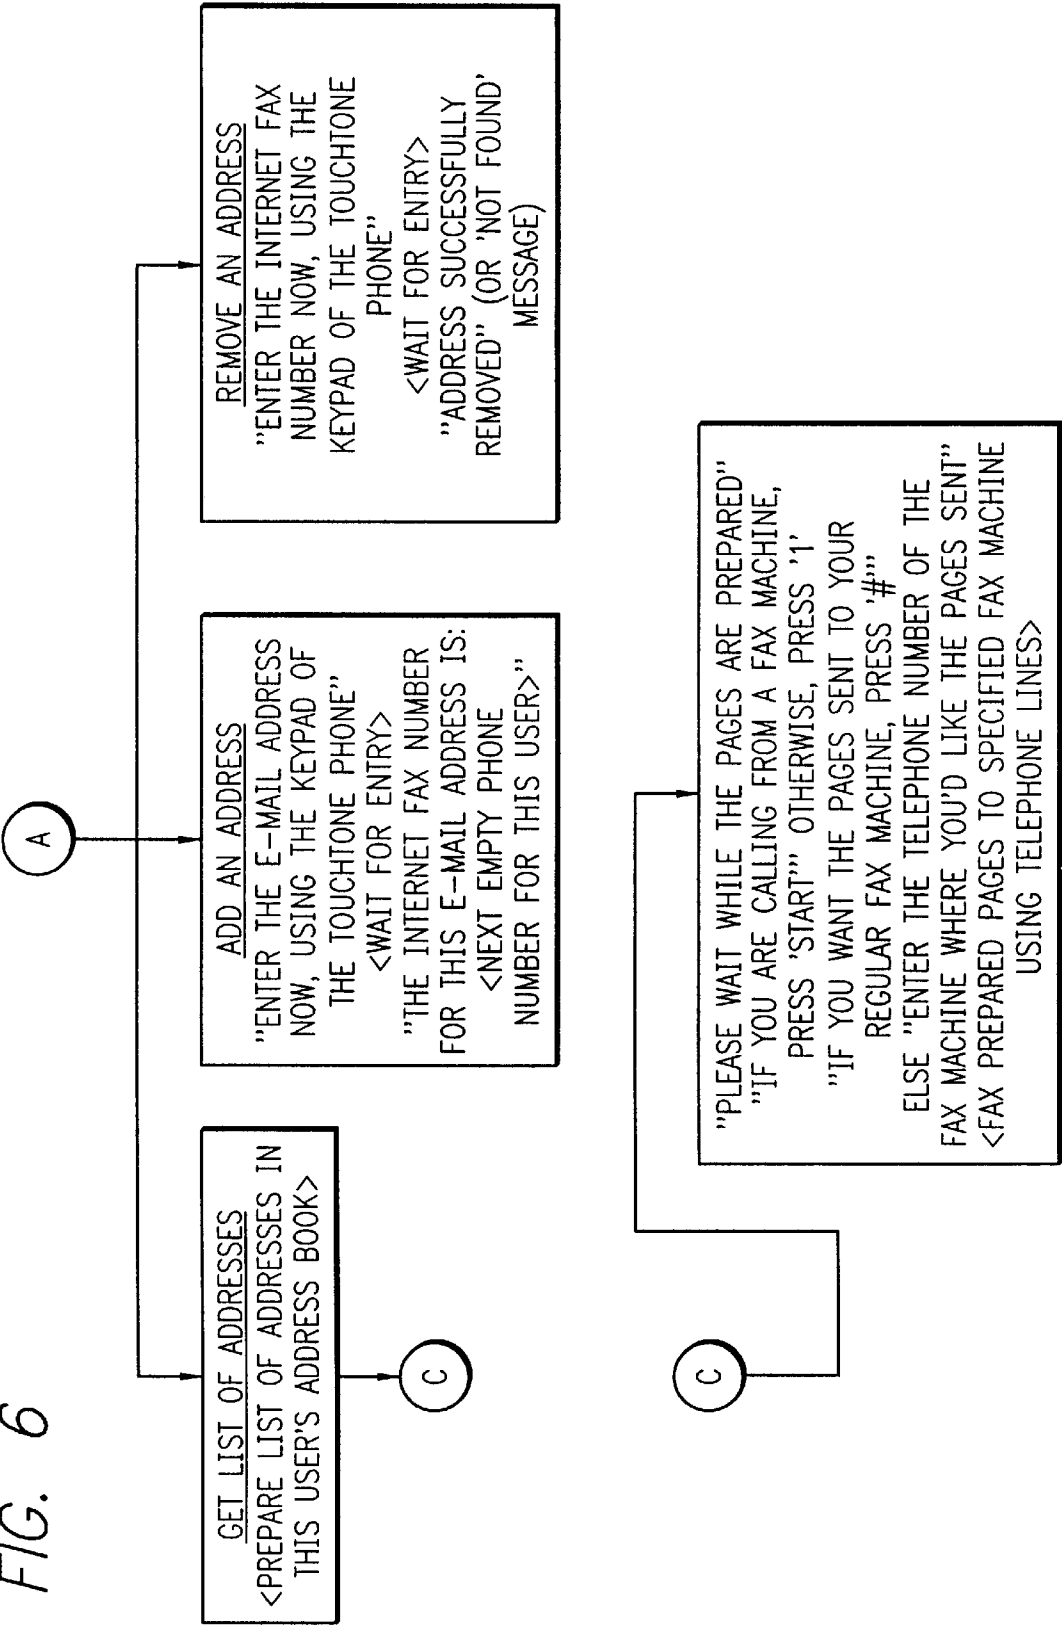 FIG. 6
A
GET LIST OF ADDRESSES
<PREPARE LIST OF ADDRESSES IN
THIS USER'S ADDRESS BOOK>
C
ADD AN ADDRESS
"ENTER THE E-MAIL ADDRESS
NOW, USING THE KEYPAD OF
THE TOUCHTONE PHONE"
<WAIT FOR ENTRY>
"THE INTERNET FAX NUMBER
FOR THIS E-MAIL ADDRESS IS:
<NEXT EMPTY PHONE
NUMBER FOR THIS USER>"
REMOVE AN ADDRESS
"ENTER THE INTERNET FAX
NUMBER NOW, USING THE
KEYPAD OF THE TOUCHTONE
PHONE"
<WAIT FOR ENTRY>
"ADDRESS SUCCESSFULLY
REMOVED" (OR 'NOT FOUND'
MESSAGE)
C
"PLEASE WAIT WHILE THE PAGES ARE PREPARED"
"IF YOU ARE CALLING FROM A FAX MACHINE,
PRESS 'START'" OTHERWISE, PRESS '1'
"IF YOU WANT THE PAGES SENT TO YOUR
REGULAR FAX MACHINE, PRESS '#'"
ELSE "ENTER THE TELEPHONE NUMBER OF THE
FAX MACHINE WHERE YOU'D LIKE THE PAGES SENT"
<FAX PREPARED PAGES TO SPECIFIED FAX MACHINE
USING TELEPHONE LINES>